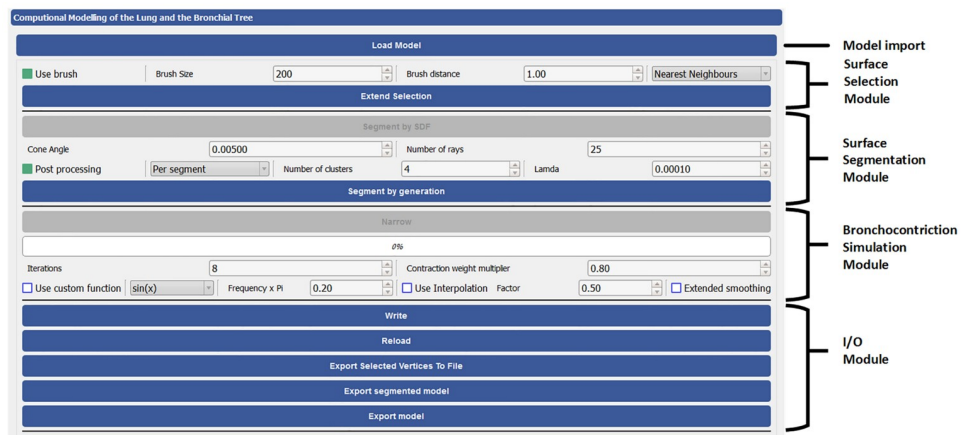 Computional Modelling of the Lung and the Bronchial Tree
Load Model
Model import
Use brush Brush Size 200 Brush distance 1.00 Nearest Neighbours
Extend Selection
Surface
Selection
Module
Segment by SDF
Cone Angle 0.00500 Number of rays 25
Post processing Per segment Number of clusters 4 Lamda 0.00010
Segment by generation
Surface
Segmentation
Module
Narrow
0%
Iterations 8 Contraction weight multipler 0.80
Use custom function sin(x) Frequency x Pi 0.20 Use Interpolation Factor 0.50 Extended smoothing
Bronchocontriction
Simulation
Module
Write
Reload
Export Selected Vertices To File
Export segmented model
Export model
I/O
Module